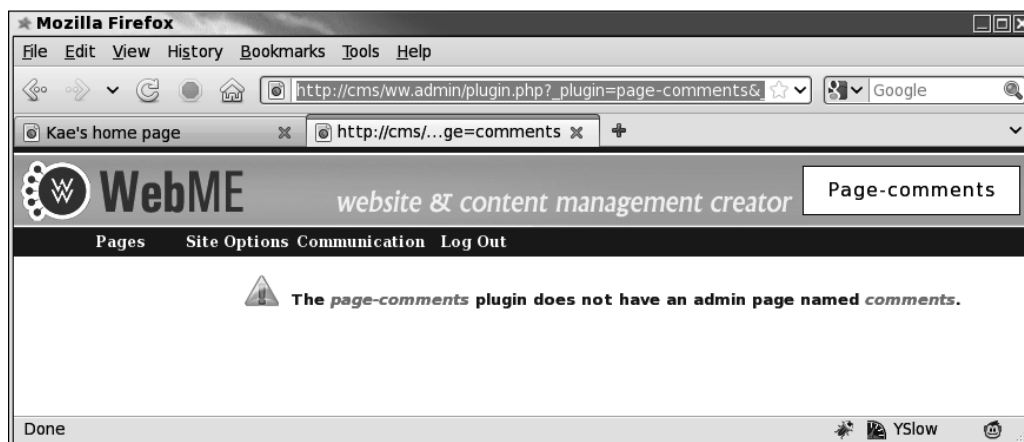 Mozilla Firefox
File Edit View History Bookmarks Tools Help
http://cms/ww.admin/plugin.php?_plugin=page-comments&_ Google
Kae's home page http://cms/...ge=comments
W WebME website & content management creator Page-comments
Pages Site Options Communication Log Out
The page-comments plugin does not have an admin page named comments.
Done YSlow